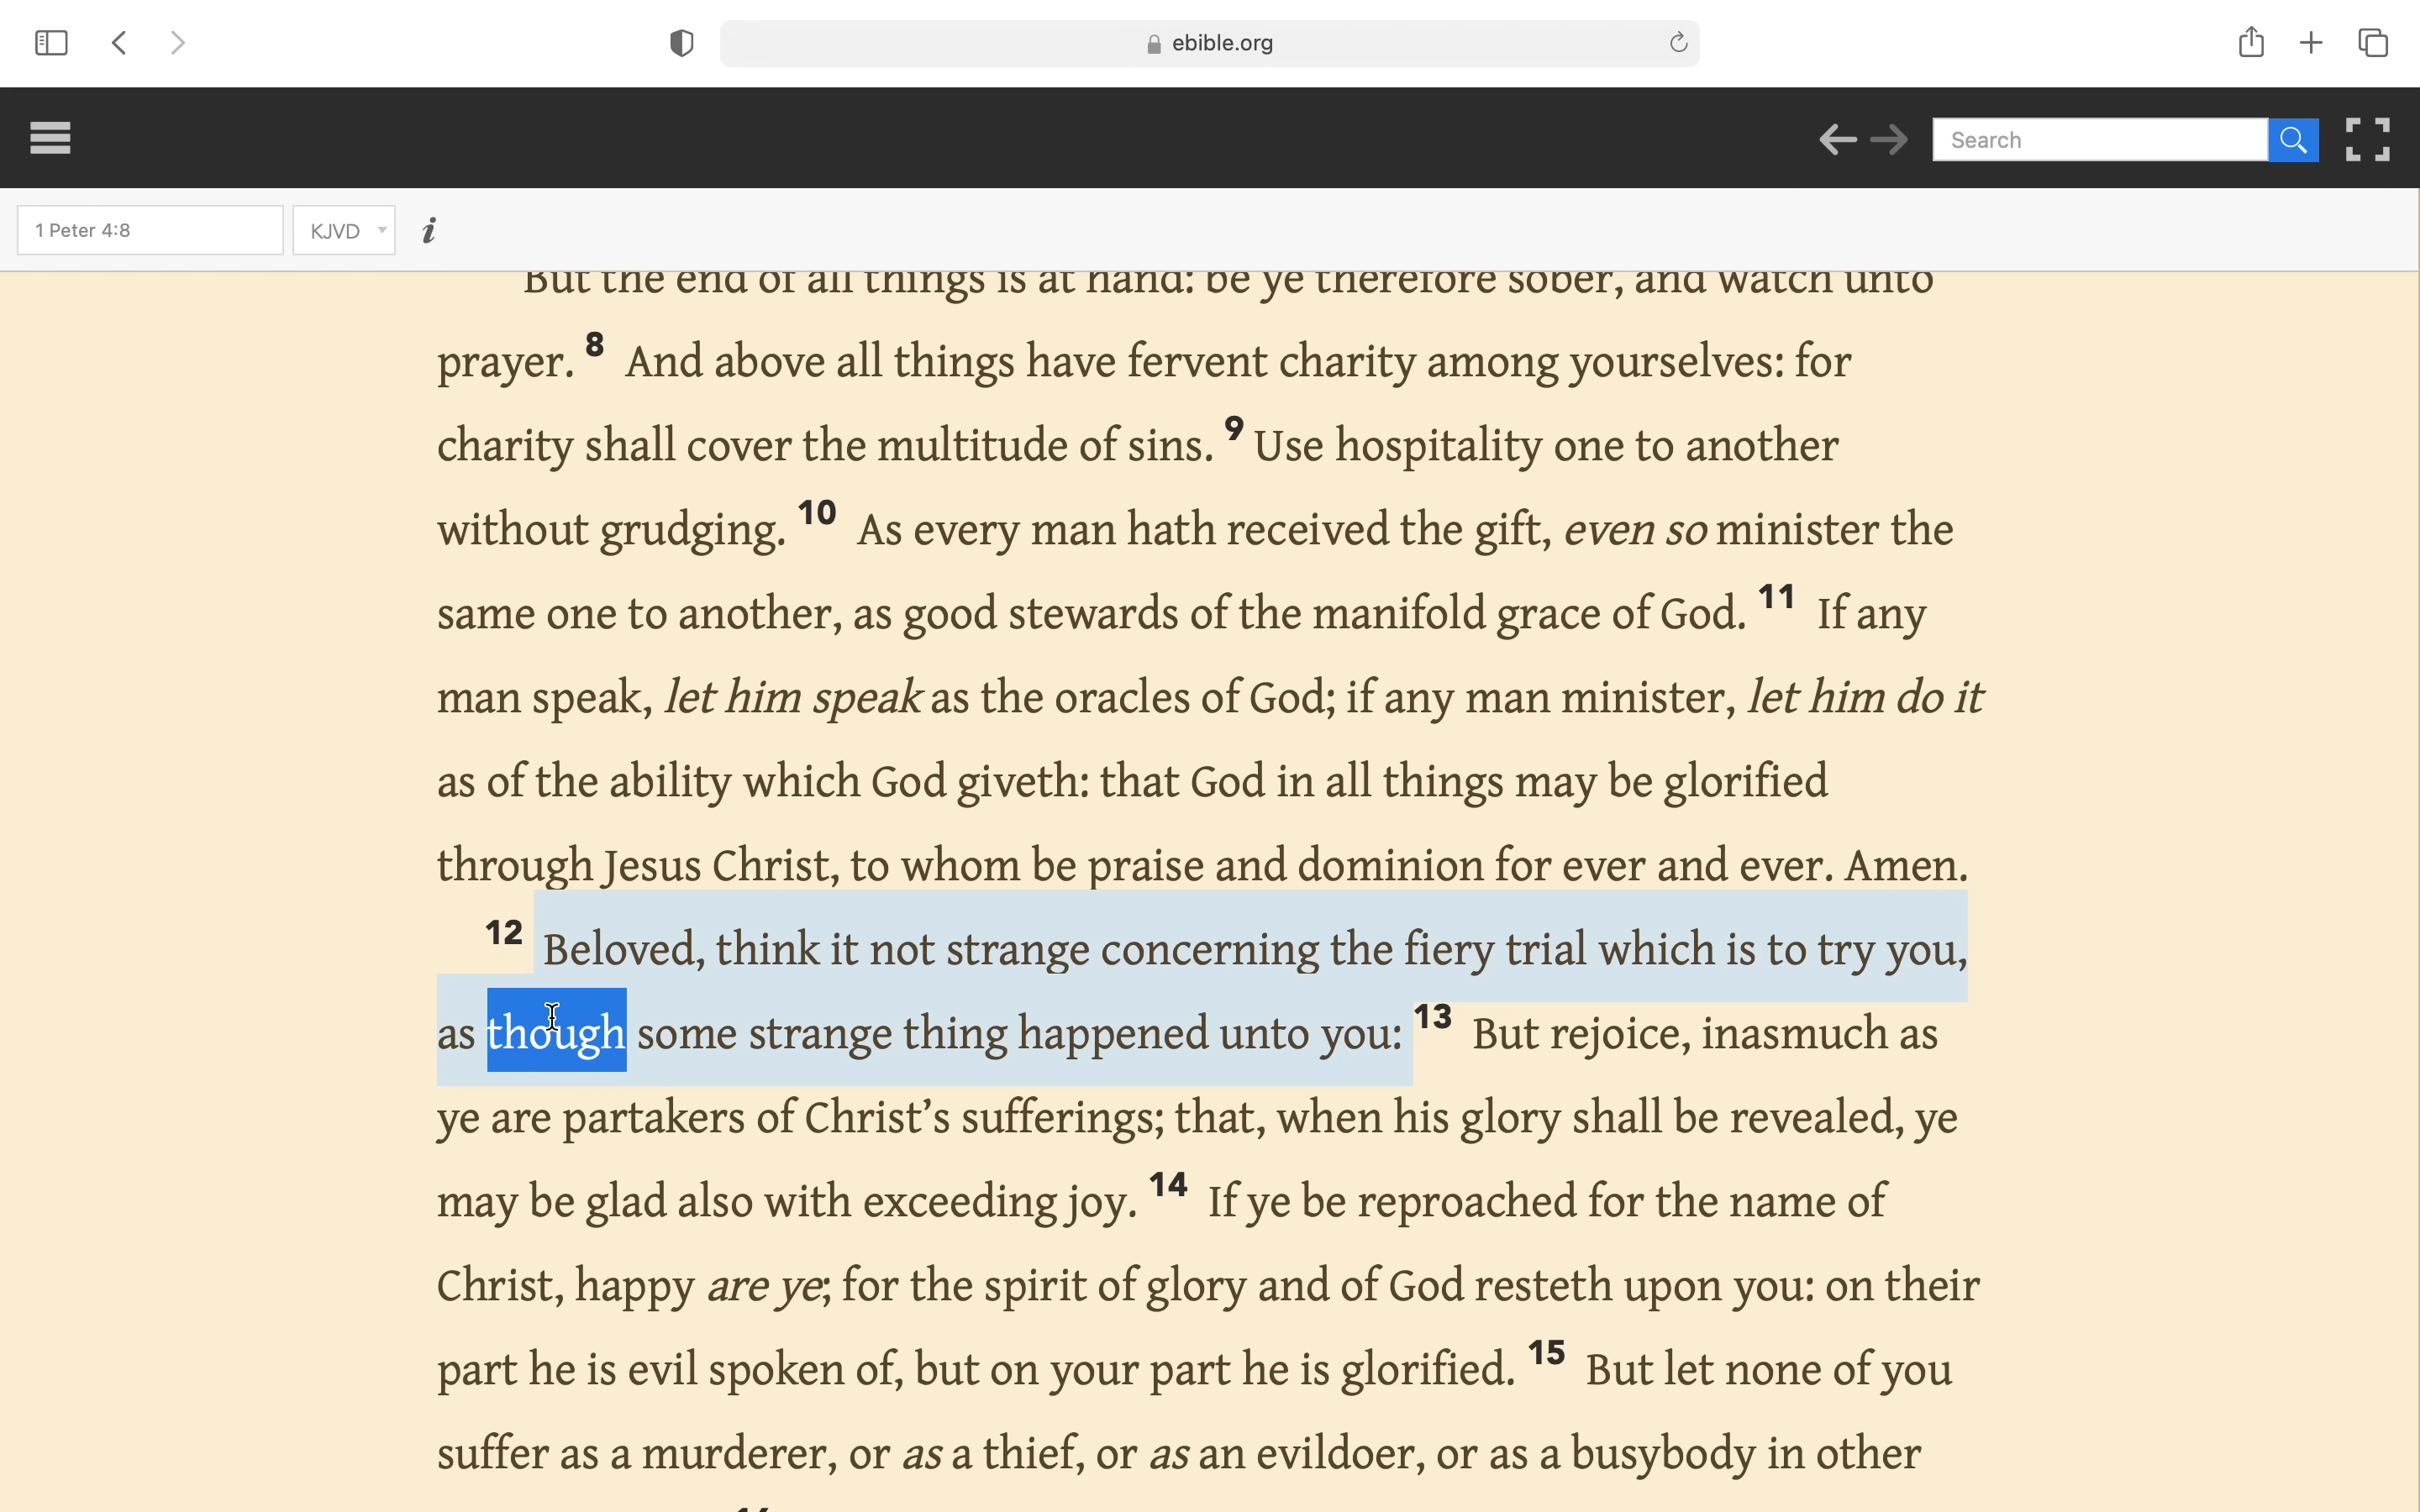 ebible.org
Search
1 Peter 4:8 KJVD i
But the end of all things is at hand: be ye therefore sober, and watch unto
prayer. 8 And above all things have fervent charity among yourselves: for
charity shall cover the multitude of sins. 9 Use hospitality one to another
without grudging. 10 As every man hath received the gift, even so minister the
same one to another, as good stewards of the manifold grace of God. 11 If any
man speak, let him speak as the oracles of God; if any man minister, let him do it
as of the ability which God giveth: that God in all things may be glorified
through Jesus Christ, to whom be praise and dominion for ever and ever. Amen.
12 Beloved, think it not strange concerning the fiery trial which is to try you,
as though some strange thing happened unto you: 13 But rejoice, inasmuch as
ye are partakers of Christ’s sufferings; that, when his glory shall be revealed, ye
may be glad also with exceeding joy. 14 If ye be reproached for the name of
Christ, happy are ye; for the spirit of glory and of God resteth upon you: on their
part he is evil spoken of, but on your part he is glorified. 15 But let none of you
suffer as a murderer, or as a thief, or as an evildoer, or as a busybody in other